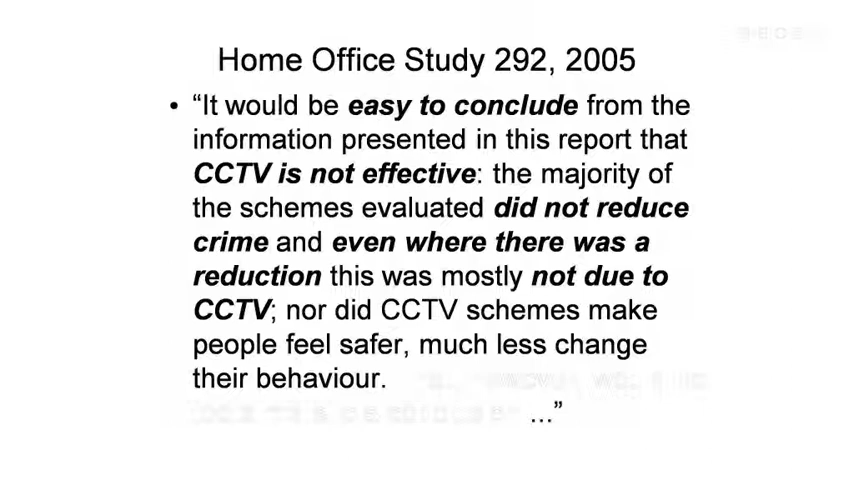 Home Office Study 292, 2005
• “It would be easy to conclude from the
information presented in this report that
CCTV is not effective: the majority of
the schemes evaluated did not reduce
crime and even where there was a
reduction this was mostly not due to
CCTV; nor did CCTV schemes make
people feel safer, much less change
their behaviour.
...”